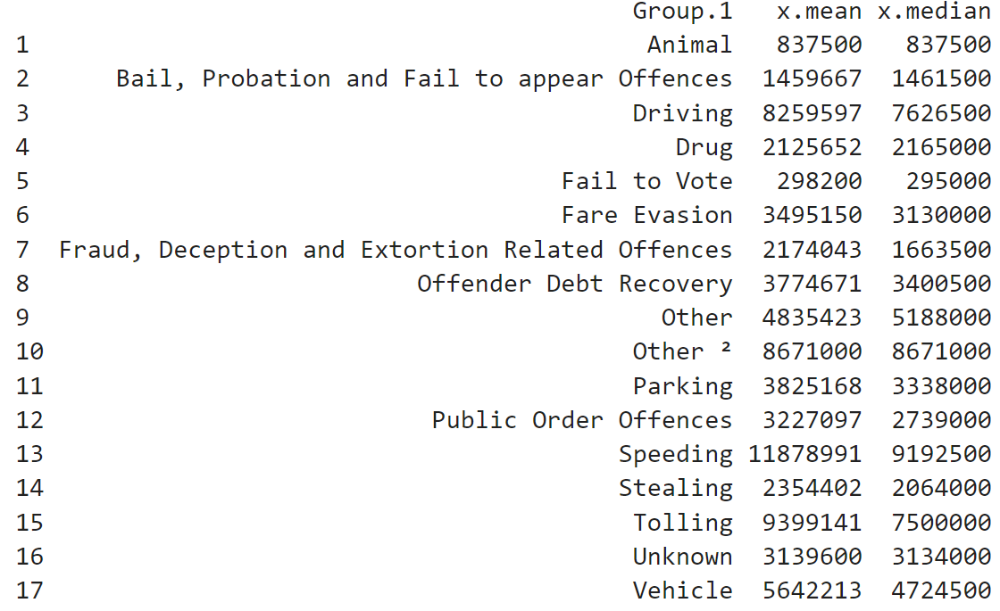 Group.1 x.mean x.median
1 Animal 837500 837500
2 Bail, Probation and Fail to appear Offences 1459667 1461500
3 Driving 8259597 7626500
4 Drug 2125652 2165000
5 Fail to Vote 298200 295000
6 Fare Evasion 3495150 3130000
7 Fraud, Deception and Extortion Related Offences 2174043 1663500
8 Offender Debt Recovery 3774671 3400500
9 Other 4835423 5188000
10 Other ² 8671000 8671000
11 Parking 3825168 3338000
12 Public Order Offences 3227097 2739000
13 Speeding 11878991 9192500
14 Stealing 2354402 2064000
15 Tolling 9399141 7500000
16 Unknown 3139600 3134000
17 Vehicle 5642213 4724500